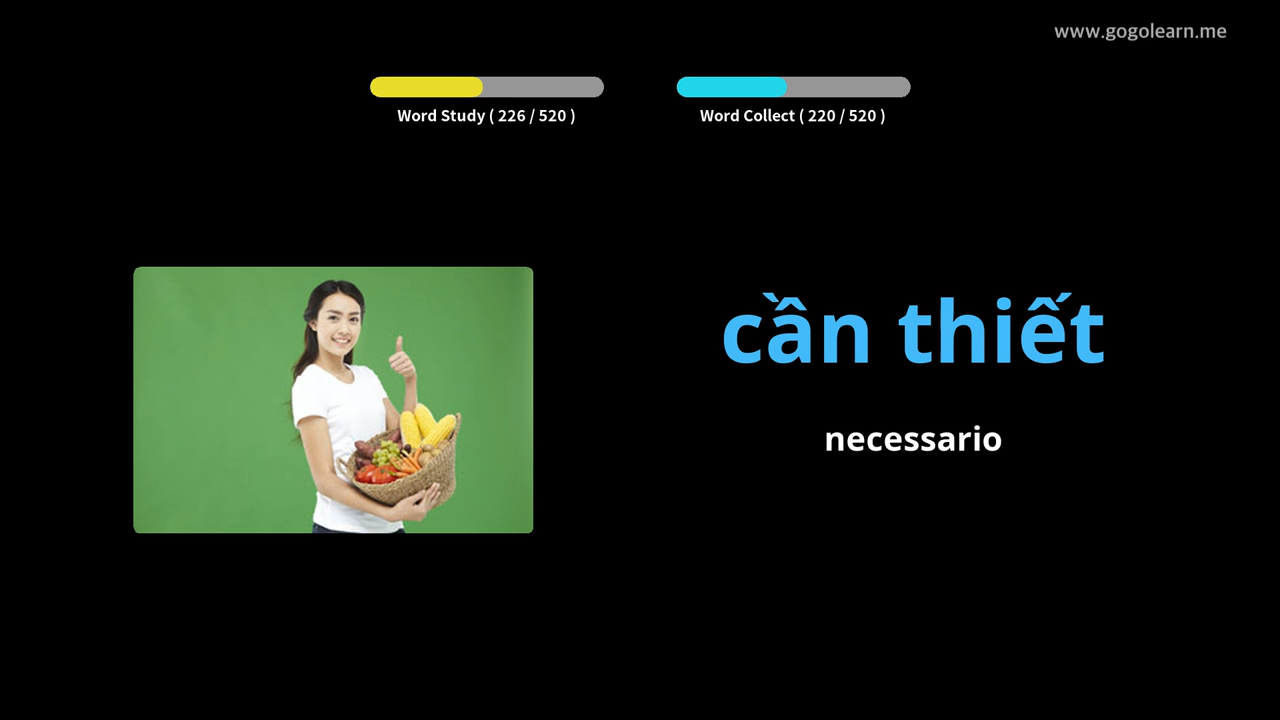 www.gogolearn.me
Word Study ( 226 / 520 )
Word Collect ( 220 / 520 )
cần thiết
necessario